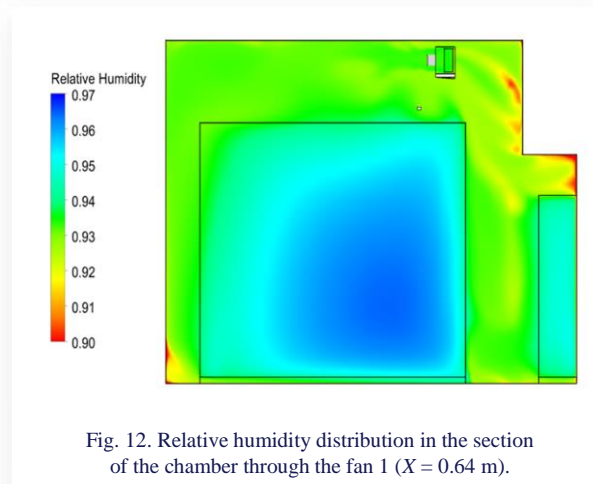 Relative Humidity
0.97
0.96
0.95
0.94
0.93
0.92
0.91
0.90
Fig. 12. Relative humidity distribution in the section
of the chamber through the fan 1 (X = 0.64 m).